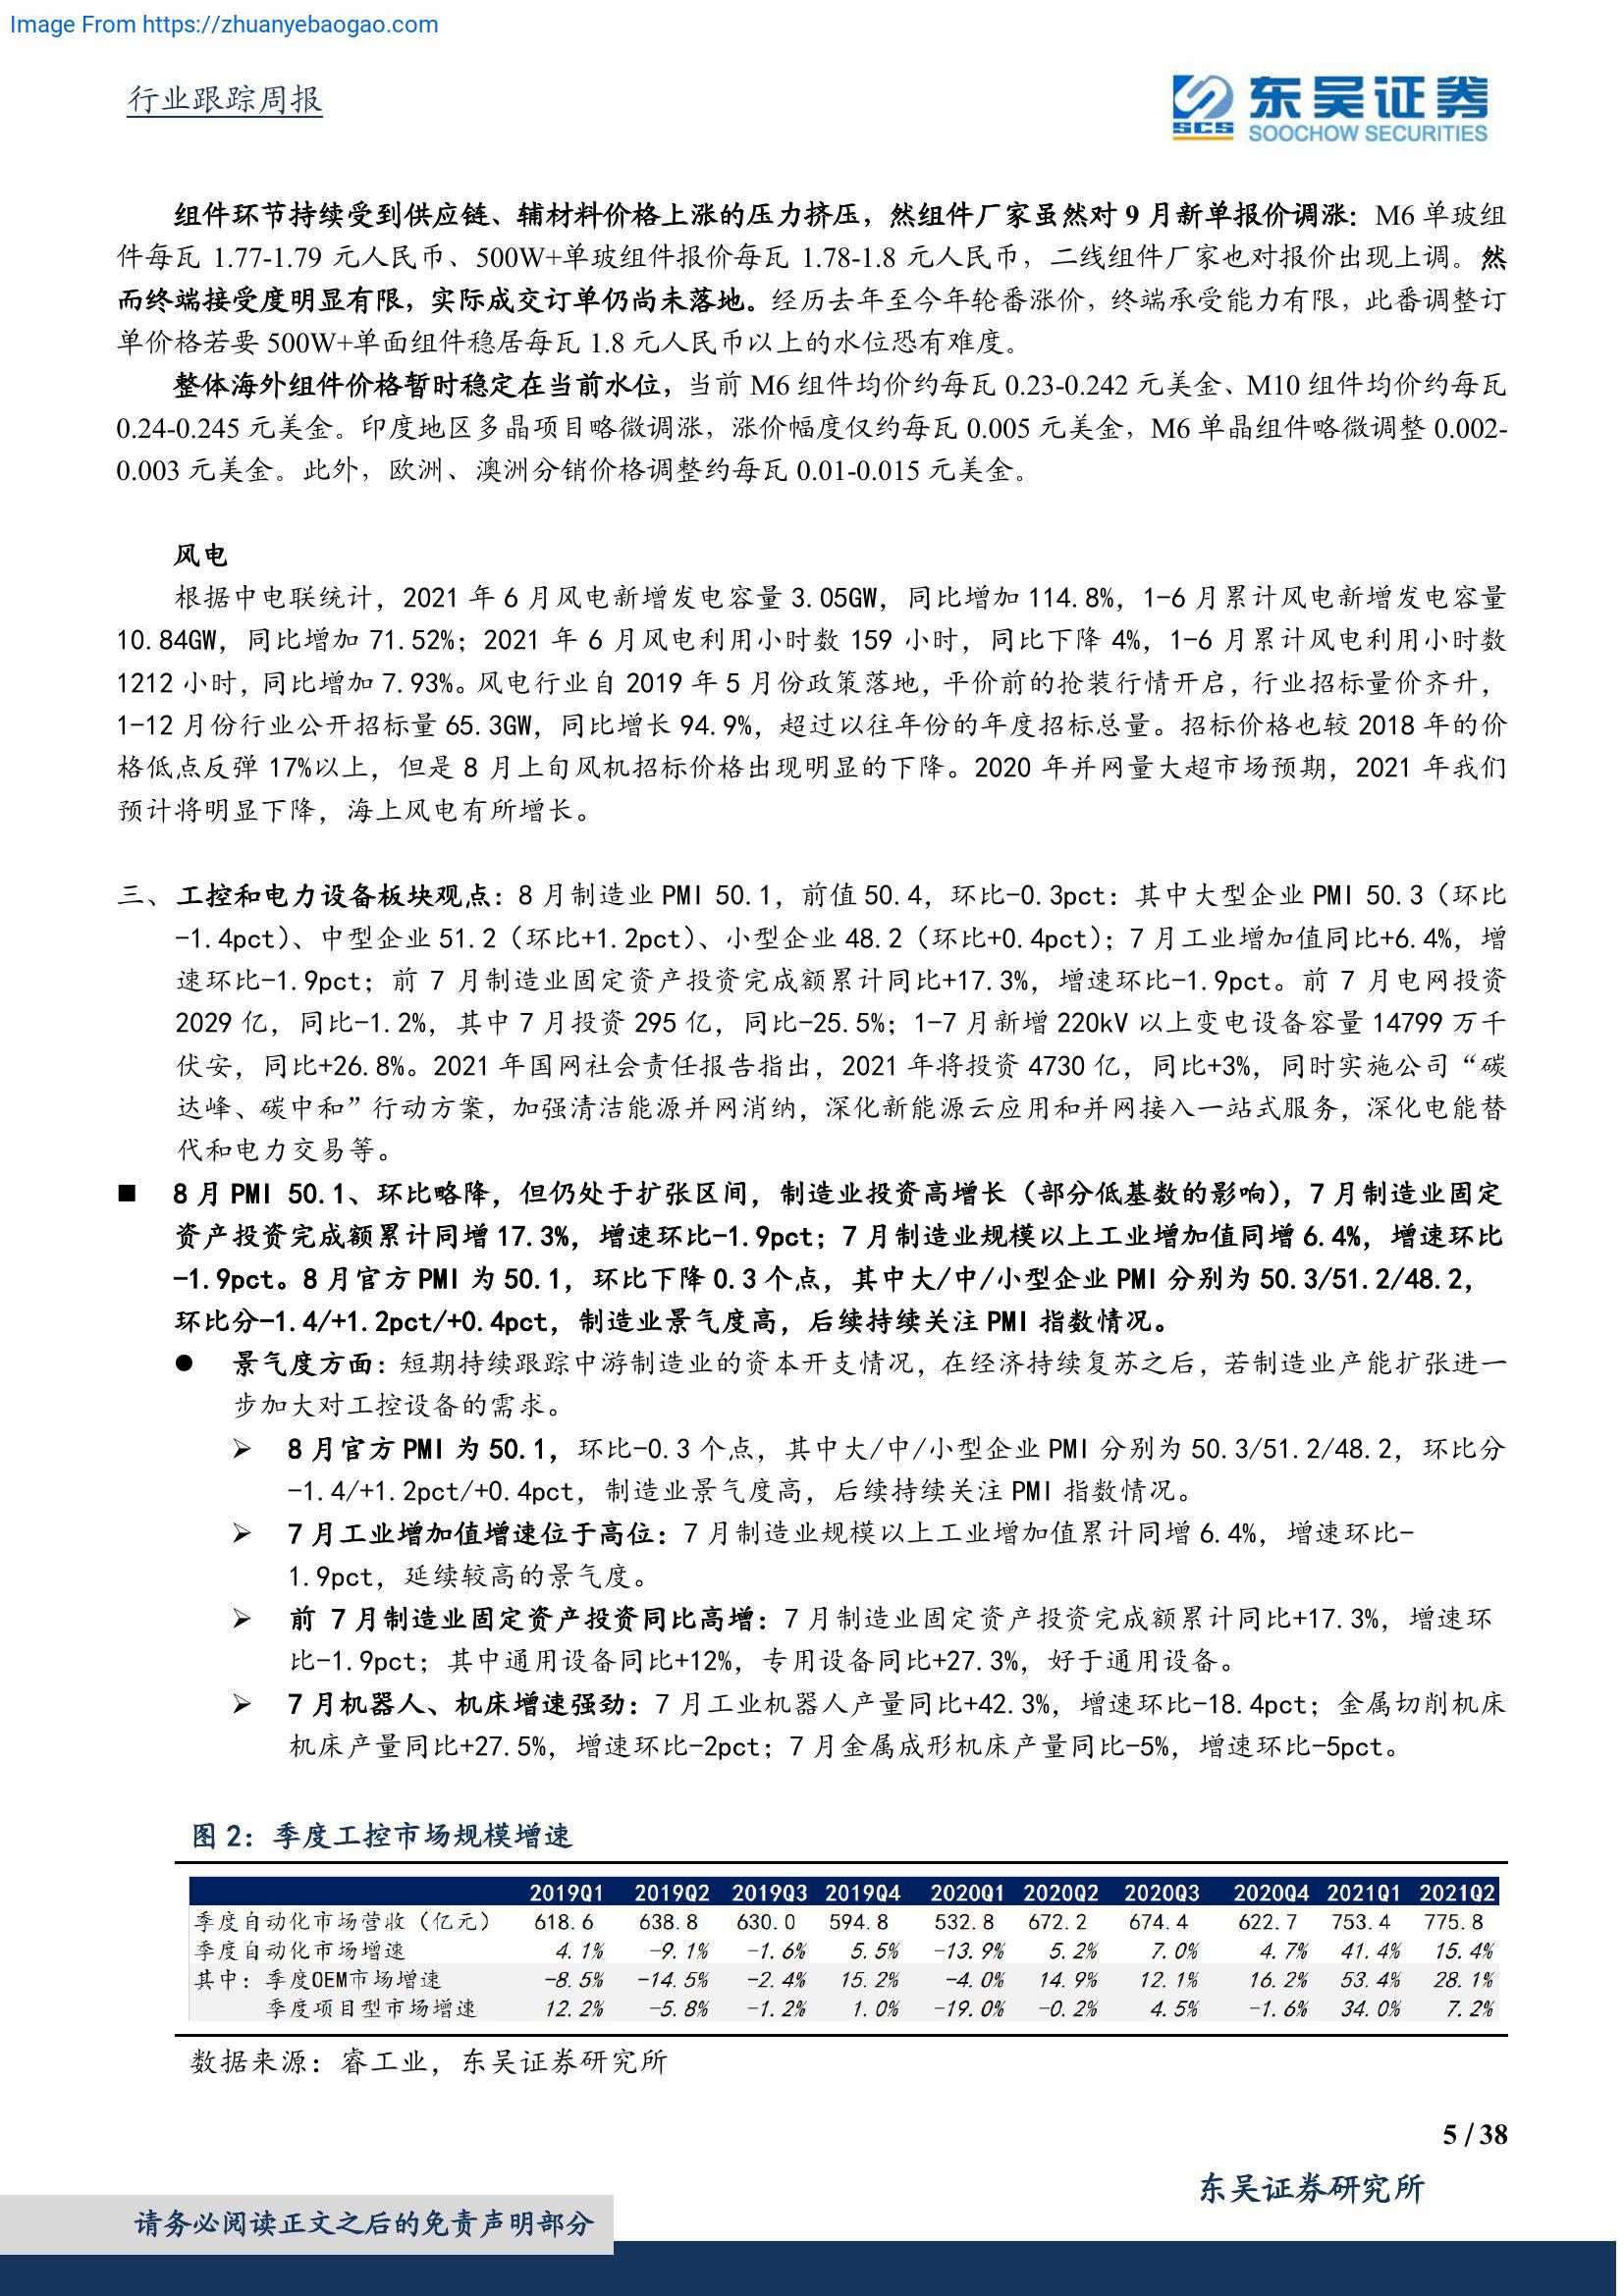 Image From https://zhuanyebaogao.com
行业跟踪周报
东吴证券
SCS
SOOCHOW SECURITIES
组件环节持续受到供应链、辅材料价格上涨的压力挤压，然组件厂家虽然对 9 月新单报价调涨：M6 单玻组
件每瓦 1.77-1.79 元人民币、500W+单玻组件报价每瓦 1.78-1.8 元人民币，二线组件厂家也对报价出现上调。然
而终端接受度明显有限，实际成交订单仍尚未落地。经历去年至今年轮番涨价，终端承受能力有限，此番调整订
单价格若要 500W+单面组件稳居每瓦 1.8 元人民币以上的水位恐有难度。
整体海外组件价格暂时稳定在当前水位，当前 M6 组件均价约每瓦 0.23-0.242 元美金、M10 组件均价约每瓦
0.24-0.245 元美金。印度地区多晶项目略微调涨，涨价幅度仅约每瓦 0.005 元美金，M6 单晶组件略微调整 0.002-
0.003 元美金。此外，欧洲、澳洲分销价格调整约每瓦 0.01-0.015 元美金。
风电
根据中电联统计，2021 年 6 月风电新增发电容量 3.05GW，同比增加 114.8%，1-6 月累计风电新增发电容量
10.84GW，同比增加 71.52%；2021 年 6 月风电利用小时数 159 小时，同比下降 4%，1-6 月累计风电利用小时数
1212 小时，同比增加 7.93%。风电行业自 2019 年 5 月份政策落地，平价前的抢装行情开启，行业招标量价齐升，
1-12 月份行业公开招标量 65.3GW，同比增长 94.9%，超过以往年份的年度招标总量。招标价格也较 2018 年的价
格低点反弹 17%以上，但是 8 月上旬风机招标价格出现明显的下降。2020 年并网量大超市场预期，2021 年我们
预计将明显下降，海上风电有所增长。
三、工控和电力设备板块观点：8 月制造业 PMI 50.1，前值 50.4，环比-0.3pct：其中大型企业 PMI 50.3（环比
-1.4pct）、中型企业 51.2（环比+1.2pct）、小型企业 48.2（环比+0.4pct）；7 月工业增加值同比+6.4%，增
速环比-1.9pct；前 7 月制造业固定资产投资完成额累计同比+17.3%，增速环比-1.9pct。前 7 月电网投资
2029 亿，同比-1.2%，其中 7 月投资 295 亿，同比-25.5%；1-7 月新增 220kV 以上变电设备容量 14799 万千
伏安，同比+26.8%。2021 年国网社会责任报告指出，2021 年将投资 4730 亿，同比+3%，同时实施公司“碳
达峰、碳中和”行动方案，加强清洁能源并网消纳，深化新能源云应用和并网接入一站式服务，深化电能替
代和电力交易等。
■ 8 月 PMI 50.1、环比略降，但仍处于扩张区间，制造业投资高增长（部分低基数的影响），7 月制造业固定
资产投资完成额累计同增 17.3%，增速环比-1.9pct；7 月制造业规模以上工业增加值同增 6.4%，增速环比
-1.9pct。8 月官方 PMI 为 50.1，环比下降 0.3 个点，其中大/中/小型企业 PMI 分别为 50.3/51.2/48.2，
环比分-1.4/+1.2pct/+0.4pct，制造业景气度高，后续持续关注 PMI 指数情况。
● 景气度方面：短期持续跟踪中游制造业的资本开支情况，在经济持续复苏之后，若制造业产能扩张进一
步加大对工控设备的需求。
➢ 8 月官方 PMI 为 50.1，环比-0.3 个点，其中大/中/小型企业 PMI 分别为 50.3/51.2/48.2，环比分
-1.4/+1.2pct/+0.4pct，制造业景气度高，后续持续关注 PMI 指数情况。
➢ 7 月工业增加值增速位于高位：7 月制造业规模以上工业增加值累计同增 6.4%，增速环比-
1.9pct，延续较高的景气度。
➢ 前 7 月制造业固定资产投资同比高增：7 月制造业固定资产投资完成额累计同比+17.3%，增速环
比-1.9pct；其中通用设备同比+12%，专用设备同比+27.3%，好于通用设备。
➢ 7 月机器人、机床增速强劲：7 月工业机器人产量同比+42.3%，增速环比-18.4pct；金属切削机床
机床产量同比+27.5%，增速环比-2pct；7 月金属成形机床产量同比-5%，增速环比-5pct。
图 2：季度工控市场规模增速
2019Q1 2019Q2 2019Q3 2019Q4 2020Q1 2020Q2 2020Q3 2020Q4 2021Q1 2021Q2
季度自动化市场营收（亿元） 618.6 638.8 630.0 594.8 532.8 672.2 674.4 622.7 753.4 775.8
季度自动化市场增速 4.1% -9.1% -1.6% 5.5% -13.9% 5.2% 7.0% 4.7% 41.4% 15.4%
其中：季度OEM市场增速 -8.5% -14.5% -2.4% 15.2% -4.0% 14.9% 12.1% 16.2% 53.4% 28.1%
季度项目型市场增速 12.2% -5.8% -1.2% 1.0% -19.0% -0.2% 4.5% -1.6% 34.0% 7.2%
数据来源：睿工业，东吴证券研究所
5 / 38
东吴证券研究所
请务必阅读正文之后的免责声明部分